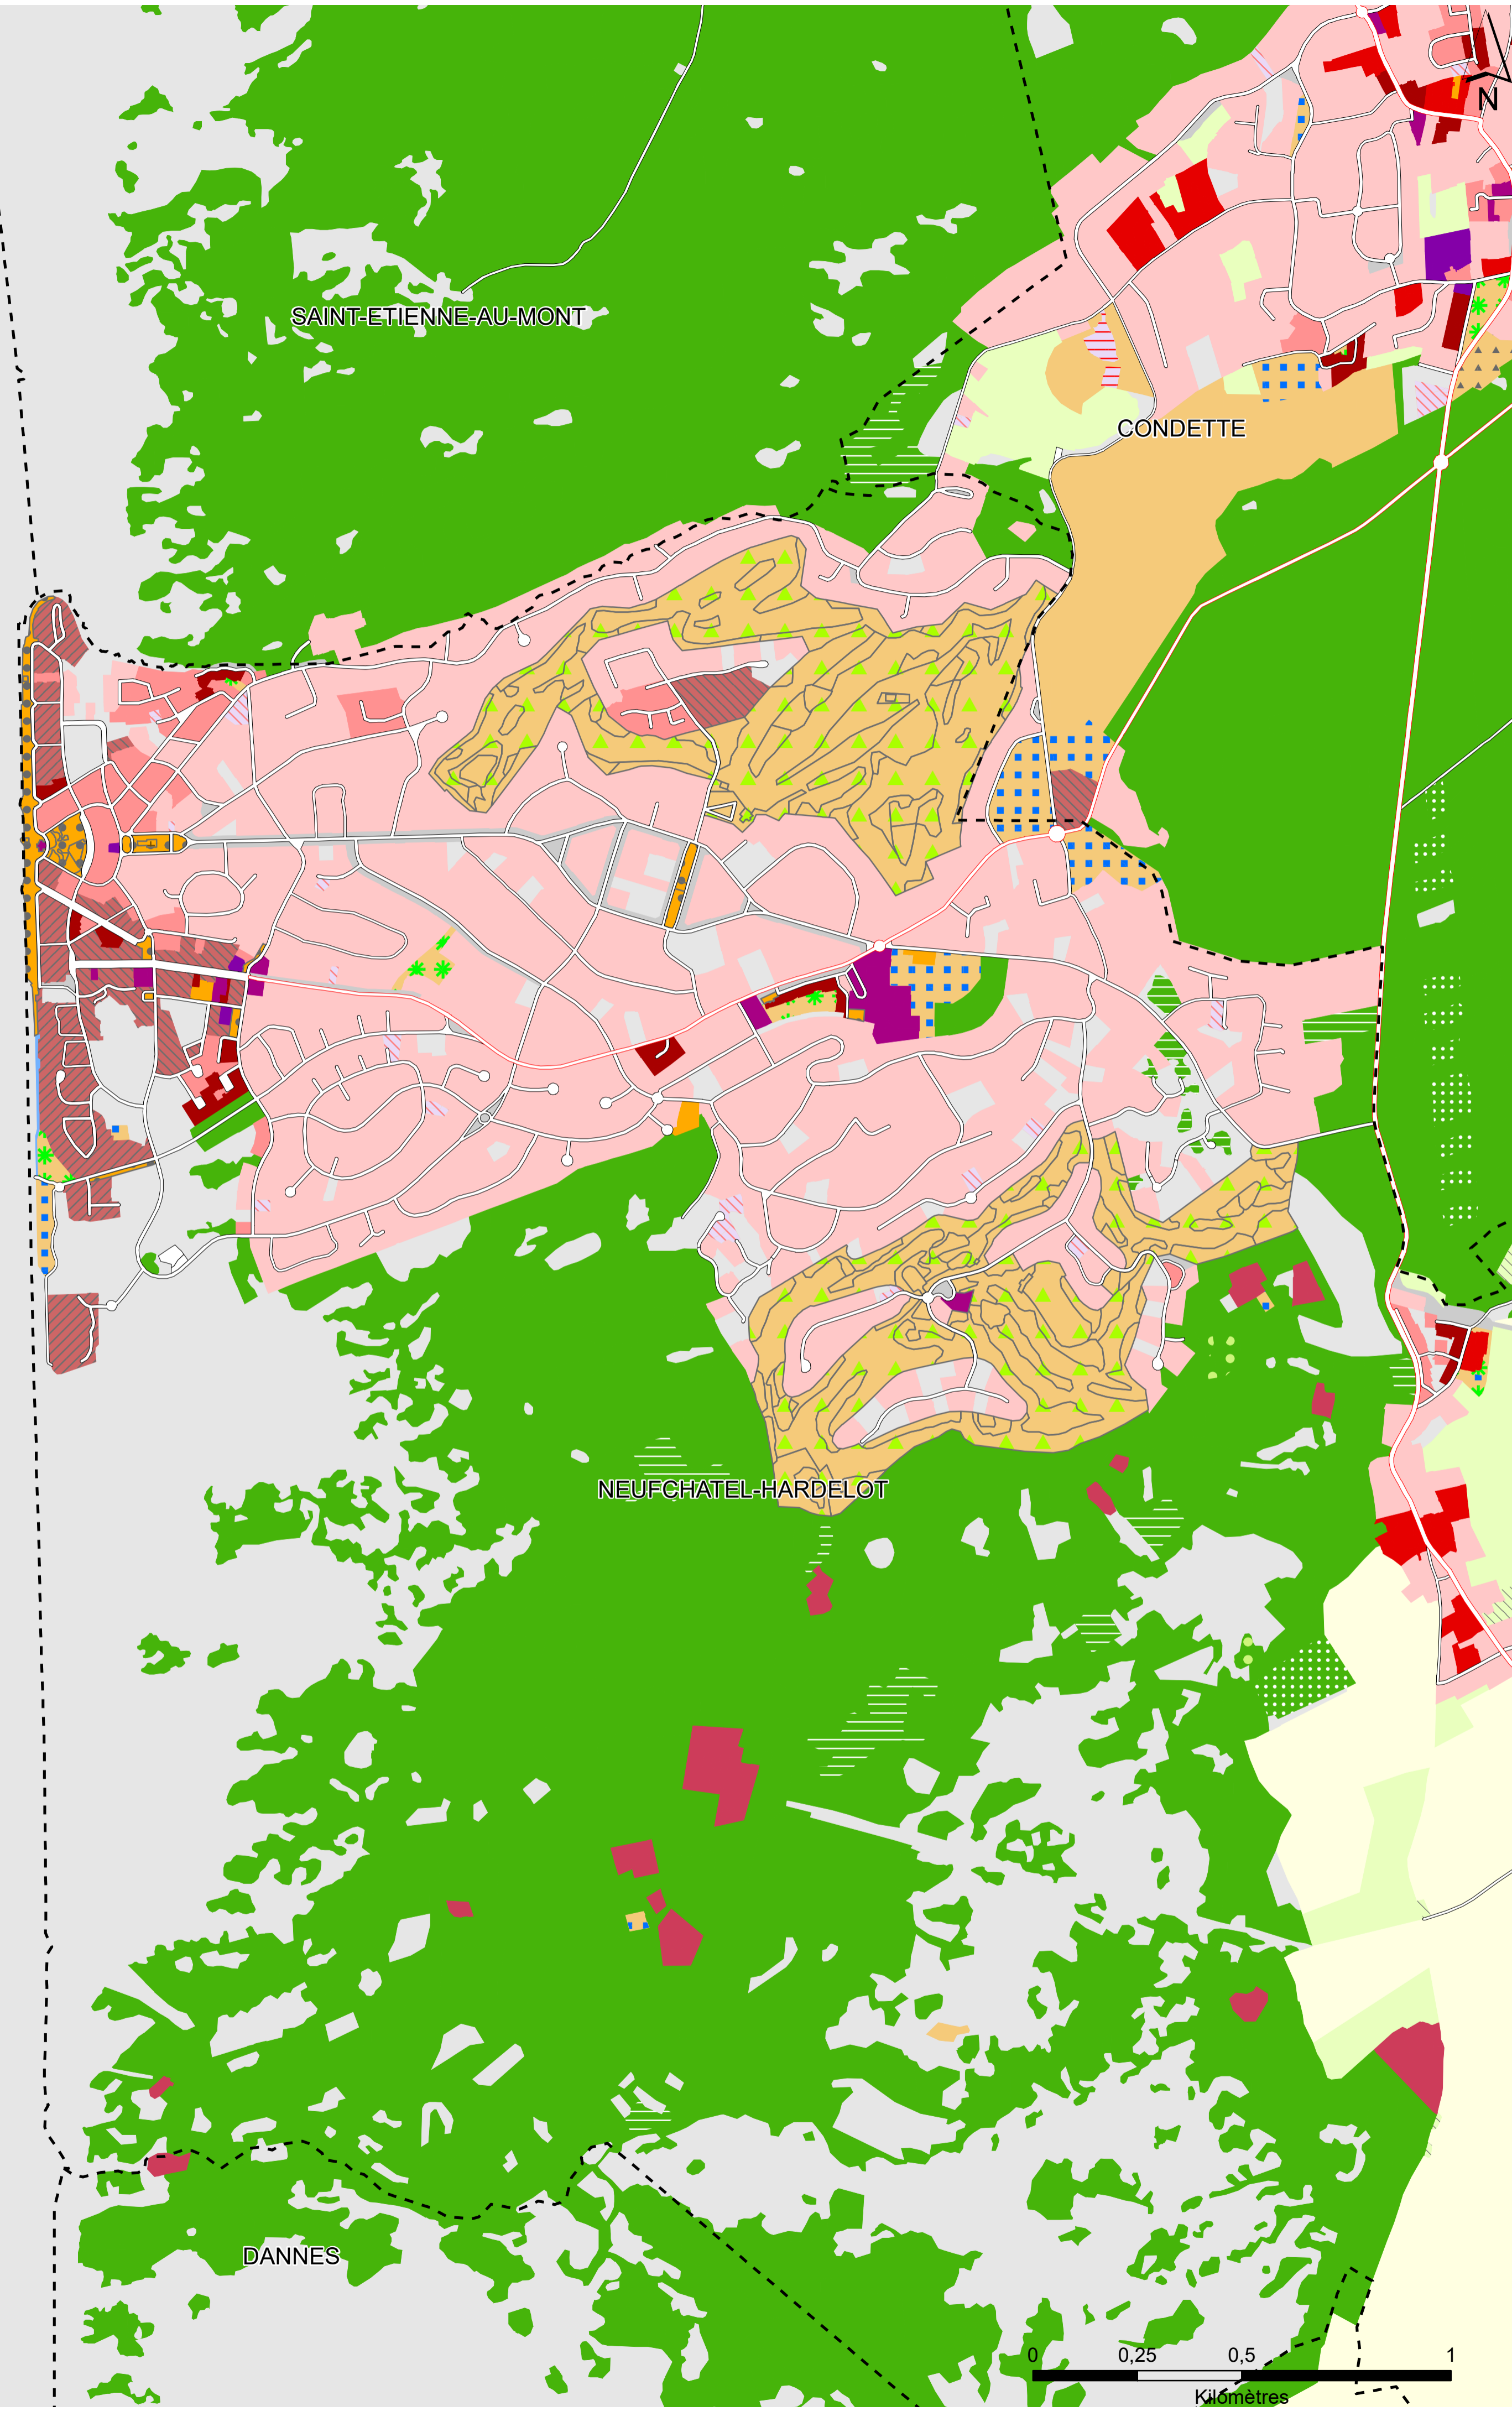 N
SAINT-ETIENNE-AU-MONT
CONDETTE
NEUFCHATEL-HARDELOT
DANNES
0 0,25 0,5 1
Kilomètres